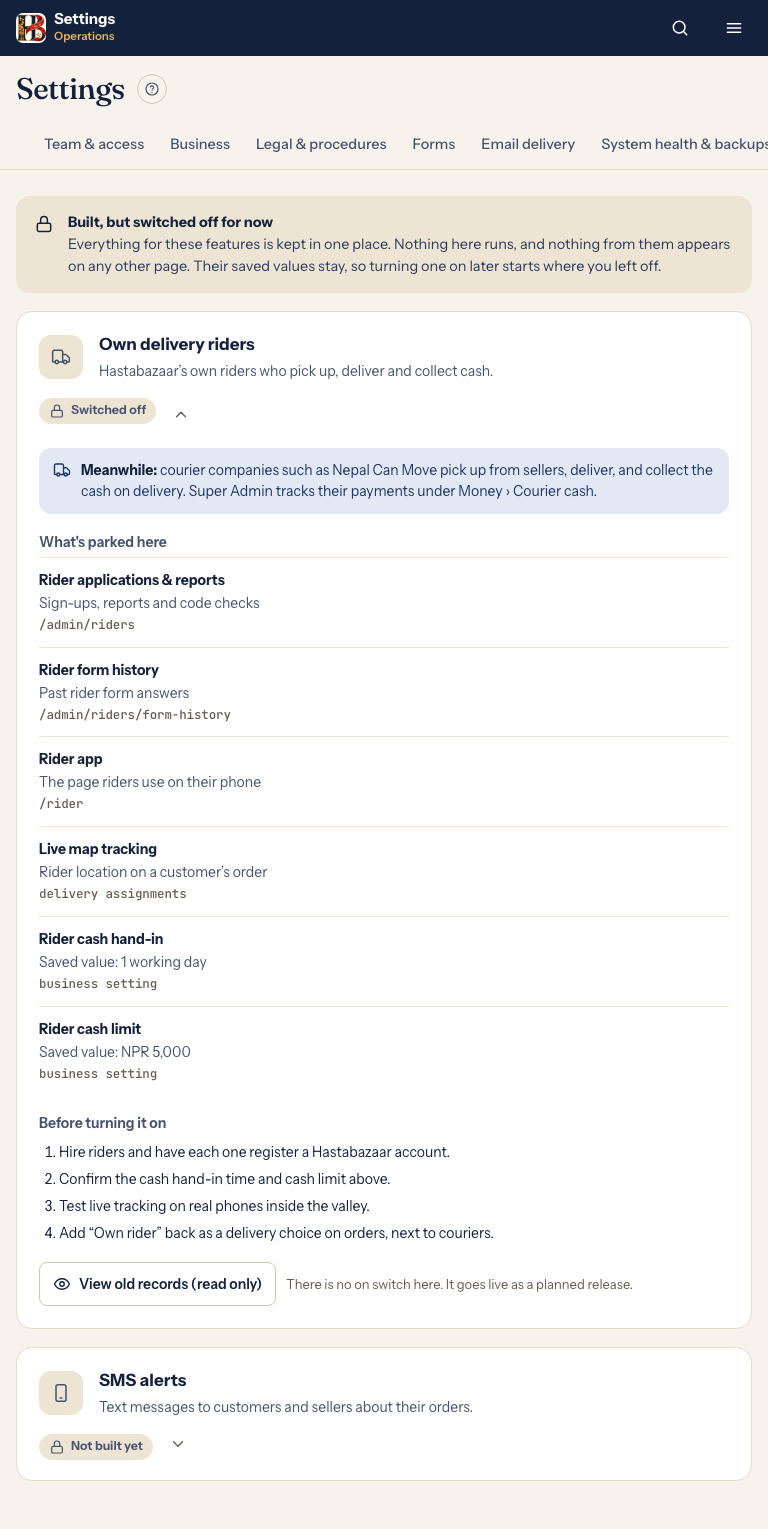 Settings
Operations
Settings
Team & access Business Legal & procedures Forms Email delivery System health & backups
Built, but switched off for now
Everything for these features is kept in one place. Nothing here runs, and nothing from them appears
on any other page. Their saved values stay, so turning one on later starts where you left off.
Own delivery riders
Hastabazaar’s own riders who pick up, deliver and collect cash.
Switched off
Meanwhile: courier companies such as Nepal Can Move pick up from sellers, deliver, and collect the
cash on delivery. Super Admin tracks their payments under Money › Courier cash.
What's parked here
Rider applications & reports
Sign-ups, reports and code checks
/admin/riders
Rider form history
Past rider form answers
/admin/riders/form-history
Rider app
The page riders use on their phone
/rider
Live map tracking
Rider location on a customer’s order
delivery assignments
Rider cash hand-in
Saved value: 1 working day
business setting
Rider cash limit
Saved value: NPR 5,000
business setting
Before turning it on
1. Hire riders and have each one register a Hastabazaar account.
2. Confirm the cash hand-in time and cash limit above.
3. Test live tracking on real phones inside the valley.
4. Add “Own rider” back as a delivery choice on orders, next to couriers.
View old records (read only) There is no on switch here. It goes live as a planned release.
SMS alerts
Text messages to customers and sellers about their orders.
Not built yet